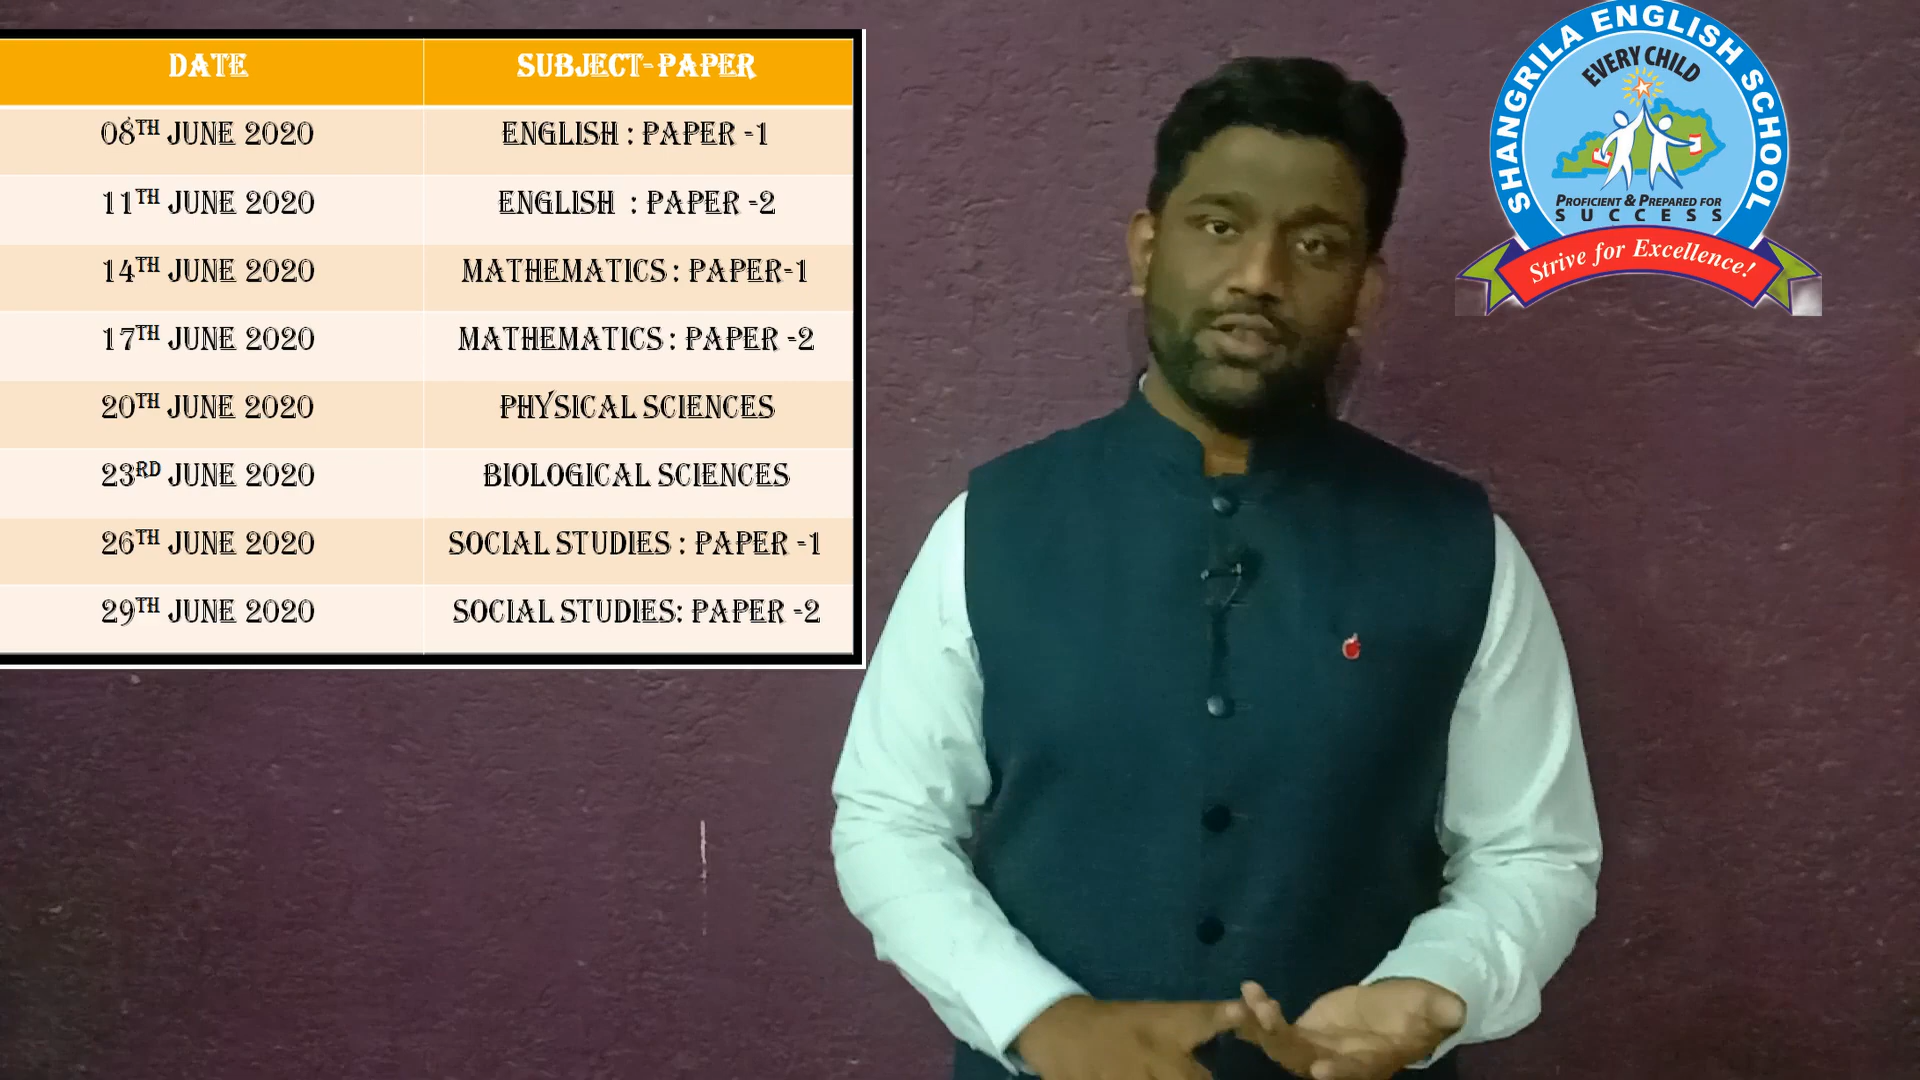 DATE SUBJECT-PAPER
08TH JUNE 2020 ENGLISH : PAPER -1
11TH JUNE 2020 ENGLISH : PAPER -2
14TH JUNE 2020 MATHEMATICS : PAPER-1
17TH JUNE 2020 MATHEMATICS : PAPER -2
20TH JUNE 2020 PHYSICAL SCIENCES
23RD JUNE 2020 BIOLOGICAL SCIENCES
26TH JUNE 2020 SOCIAL STUDIES : PAPER -1
29TH JUNE 2020 SOCIAL STUDIES: PAPER -2
SHANGRILA ENGLISH SCHOOL
EVERY CHILD
PROFICIENT & PREPARED FOR
SUCCESS
Strive for Excellence!